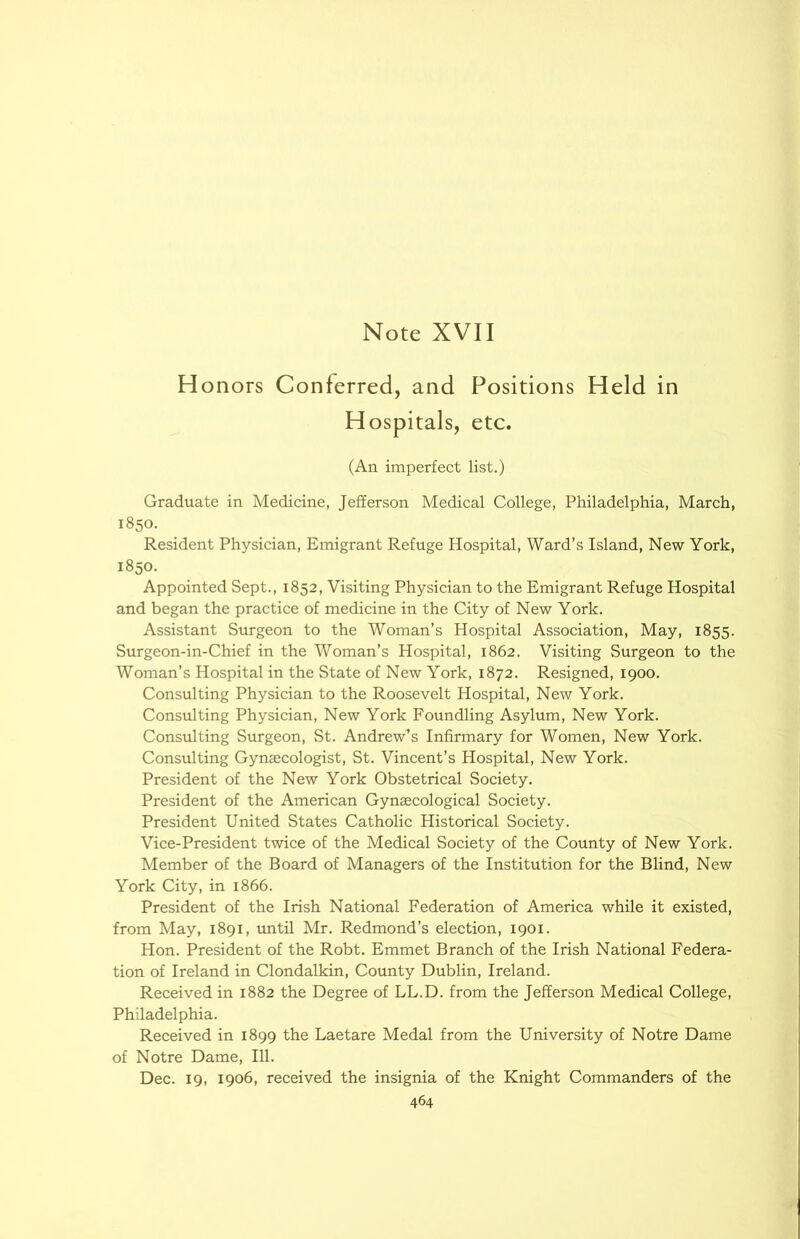 Note XVII
Honors Conferred, and Positions Held in
Hospitals, etc.
(An imperfect list.)
Graduate in Medicine, Jefferson Medical College, Philadelphia, March,
1850.
Resident Physician, Emigrant Refuge Hospital, Ward's Island, New York,
1850.
Appointed Sept., 1852, Visiting Physician to the Emigrant Refuge Hospital
and began the practice of medicine in the City of New York.
Assistant Surgeon to the Woman's Hospital Association, May, 1855.
Surgeon-in-Chief in the Woman's Hospital, 1862. Visiting Surgeon to the
Woman's Hospital in the State of New York, 1872. Resigned, 1900.
Consulting Physician to the Roosevelt Hospital, New York.
Consulting Physician, New York Foundling Asylum, New York.
Consulting Surgeon, St. Andrew's Infirmary for Women, New York.
Consulting Gynæcologist, St. Vincent's Hospital, New York.
President of the New York Obstetrical Society.
President of the American Gynæcological Society.
President United States Catholic Historical Society.
Vice-President twice of the Medical Society of the County of New York.
Member of the Board of Managers of the Institution for the Blind, New
York City, in 1866.
President of the Irish National Federation of America while it existed,
from May, 1891, until Mr. Redmond's election, 1901.
Hon. President of the Robt. Emmet Branch of the Irish National Federa-
tion of Ireland in Clondalkin, County Dublin, Ireland.
Received in 1882 the Degree of LL.D. from the Jefferson Medical College,
Philadelphia.
Received in 1899 the Laetare Medal from the University of Notre Dame
of Notre Dame, Ill.
Dec. 19, 1906, received the insignia of the Knight Commanders of the
464